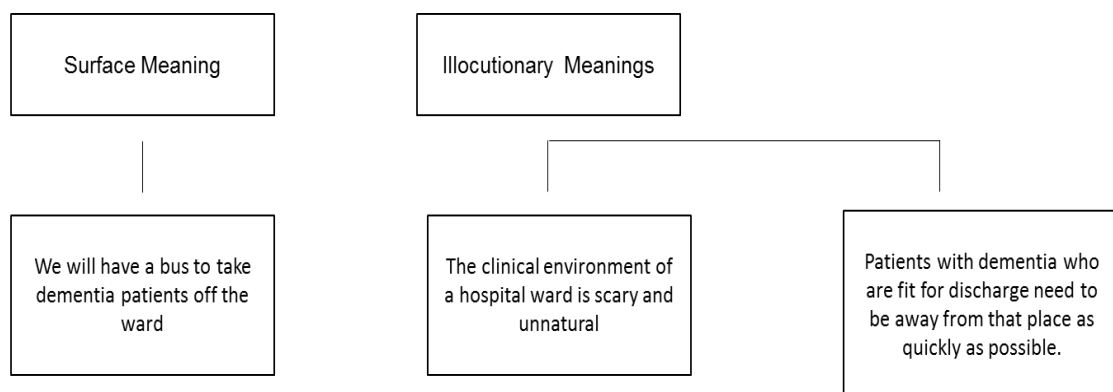 Surface Meaning
Illocutionary Meanings
We will have a bus to take
dementia patients off the
ward
The clinical environment of
a hospital ward is scary and
unnatural
Patients with dementia who
are fit for discharge need to
be away from that place as
quickly as possible.